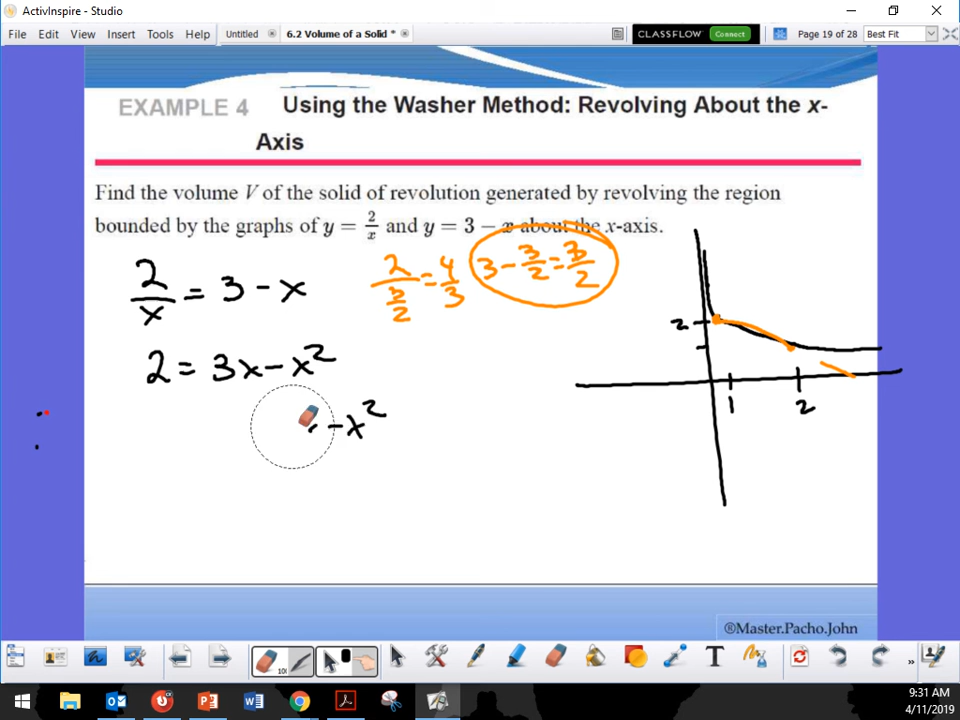 ActivInspire - Studio
File Edit View Insert Tools Help Untitled 6.2 Volume of a Solid * CLASSFLOW Connect Page 19 of 28 Best Fit
EXAMPLE 4 Using the Washer Method: Revolving About the x-
Axis
Find the volume V of the solid of revolution generated by revolving the region
bounded by the graphs of y = 2/x and y = 3 − x about the x-axis.
2/x = 3 - x
2/(3/2) = 4/3
3 - 3/2 = 3/2
2 = 3x - x²
- x²
2
1 2
®Master.Pacho.John
100
T
»
9:31 AM
4/11/2019